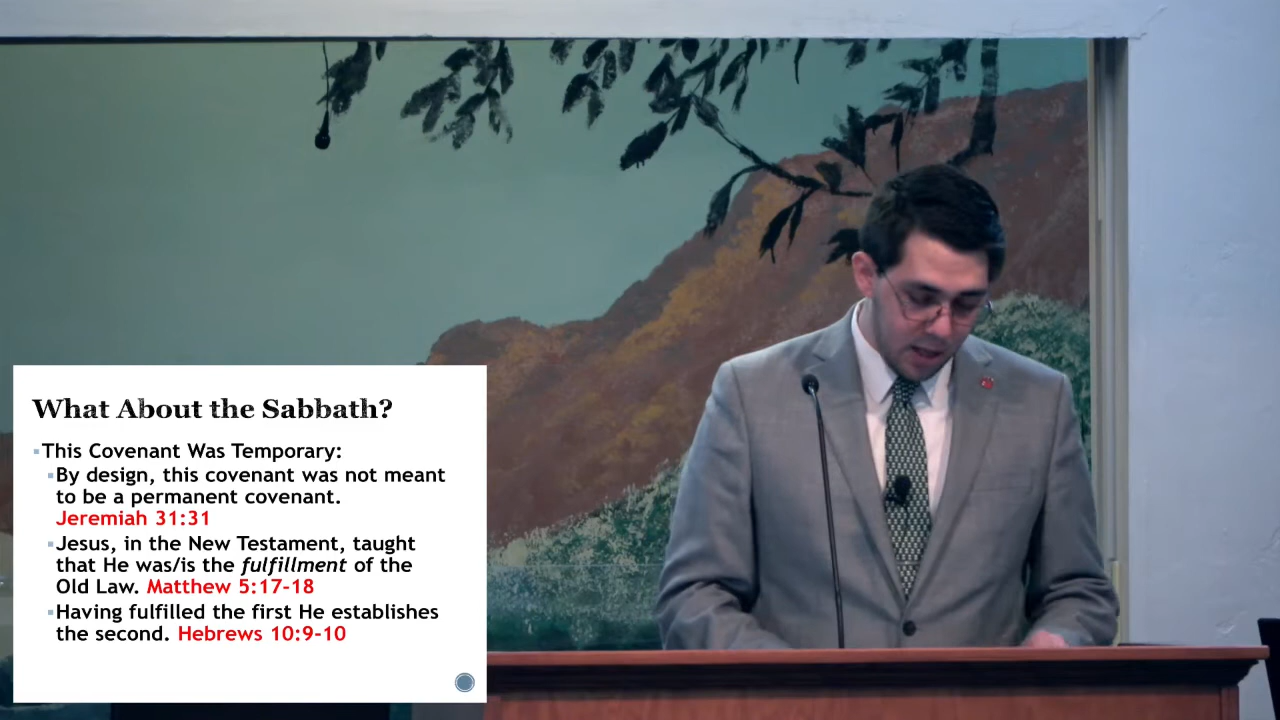 What About the Sabbath?
This Covenant Was Temporary:
By design, this covenant was not meant
to be a permanent covenant.
Jeremiah 31:31
Jesus, in the New Testament, taught
that He was/is the fulfillment of the
Old Law. Matthew 5:17-18
Having fulfilled the first He establishes
the second. Hebrews 10:9-10